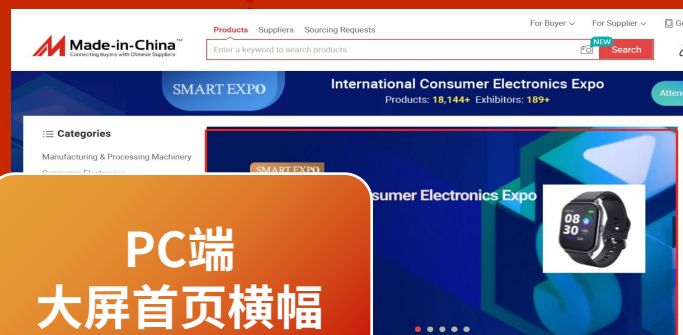 For Buyer
For Supplier
Products
Suppliers
Sourcing Requests
Made-in-China™
Connecting Buyers with Chinese Suppliers
Enter a keyword to search products
NEW
Search
SMART EXPO
International Consumer Electronics Expo
Products: 18,144+ Exhibitors: 189+
Categories
Manufacturing & Processing Machinery
SMART EXPO
sumer Electronics Expo
08
30
PC端
大屏首页横幅